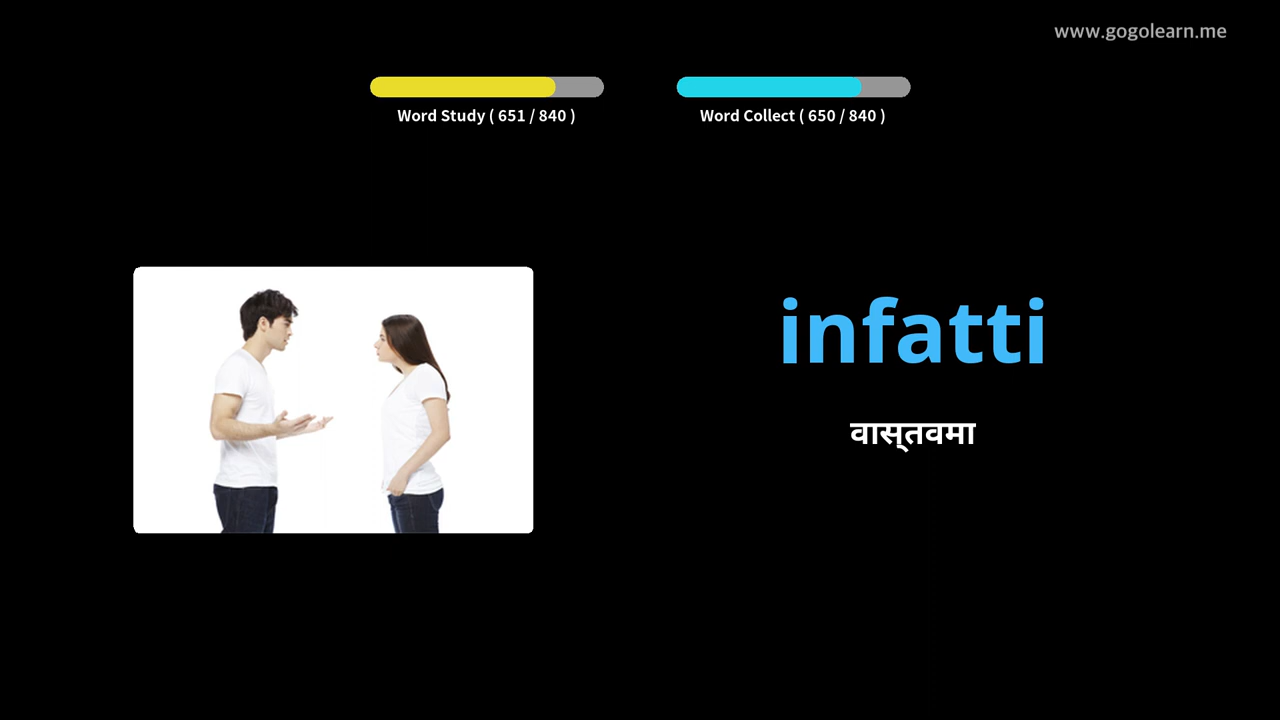 www.gogolearn.me
Word Study ( 651 / 840 )
Word Collect ( 650 / 840 )
infatti
वास्तवमा